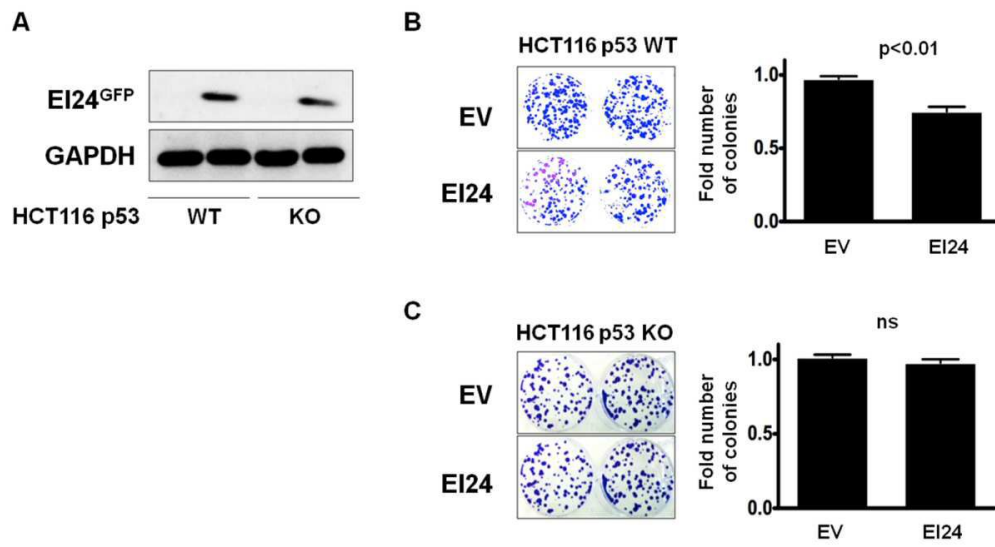 A
EI24GFP
GAPDH
HCT116 p53 WT KO
B
HCT116 p53 WT
EV
EI24
p<0.01
Fold number
of colonies
1.0
0.5
0.0
EV EI24
C
HCT116 p53 KO
EV
EI24
ns
Fold number
of colonies
1.0
0.5
0.0
EV EI24